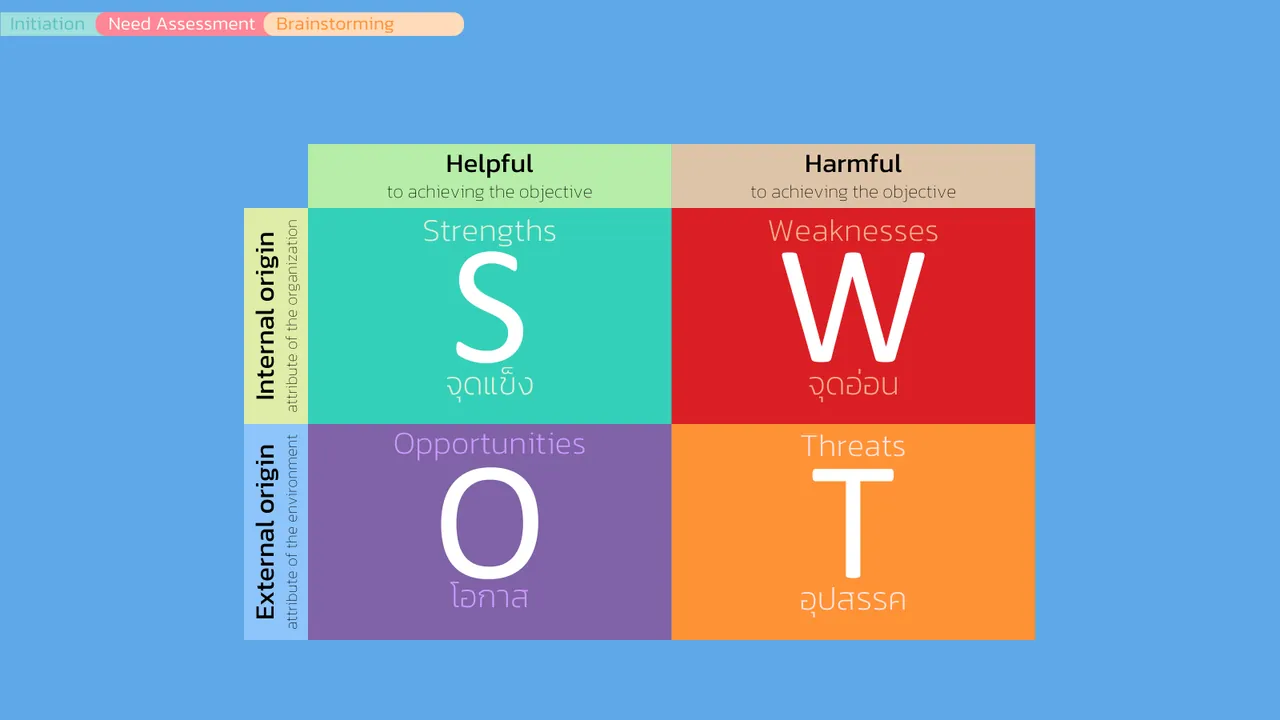 Initiation
Need Assessment
Brainstorming
Helpful
to achieving the objective
Harmful
to achieving the objective
Internal origin
attribute of the organization
Strengths
S
จุดแข็ง
Weaknesses
W
จุดอ่อน
External origin
attribute of the environment
Opportunities
O
โอกาส
Threats
T
อุปสรรค